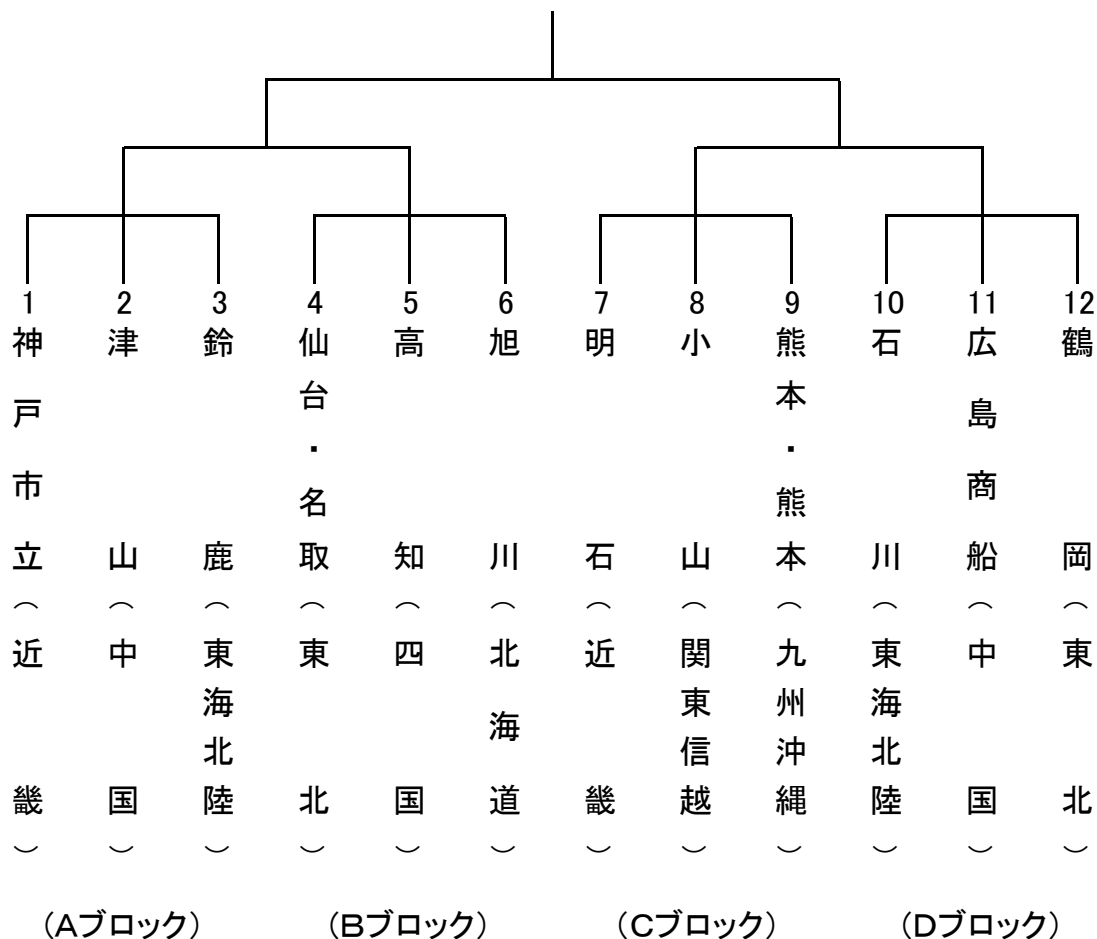 1
神戸市立(近畿)
2
津山(中国)
3
鈴鹿(東海北陸)
4
仙台・名取(東北)
5
高知(四国)
6
旭川(北海道)
7
明石(近畿)
8
小山(関東信越)
9
熊本・熊本(九州沖縄)
10
石川(東海北陸)
11
広島商船(中国)
12
鶴岡(東北)
(Aブロック)
(Bブロック)
(Cブロック)
(Dブロック)